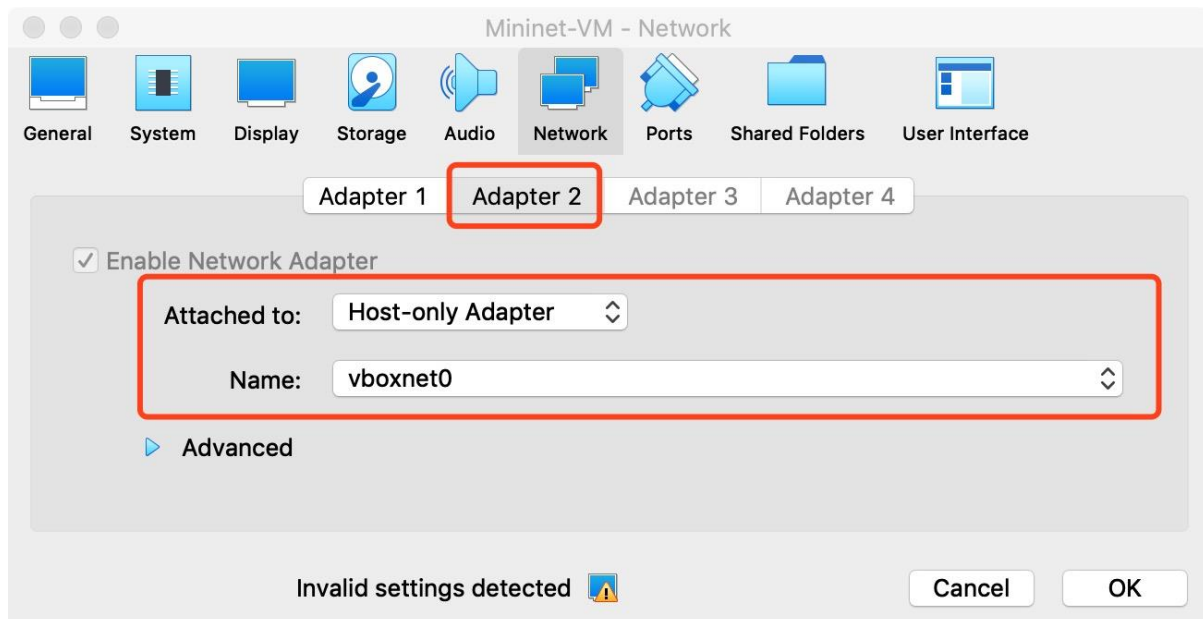 Mininet-VM - Network
General System Display Storage Audio Network Ports Shared Folders User Interface
Adapter 1 Adapter 2 Adapter 3 Adapter 4
Enable Network Adapter
Attached to: Host-only Adapter
Name: vboxnet0
Advanced
Invalid settings detected Cancel OK